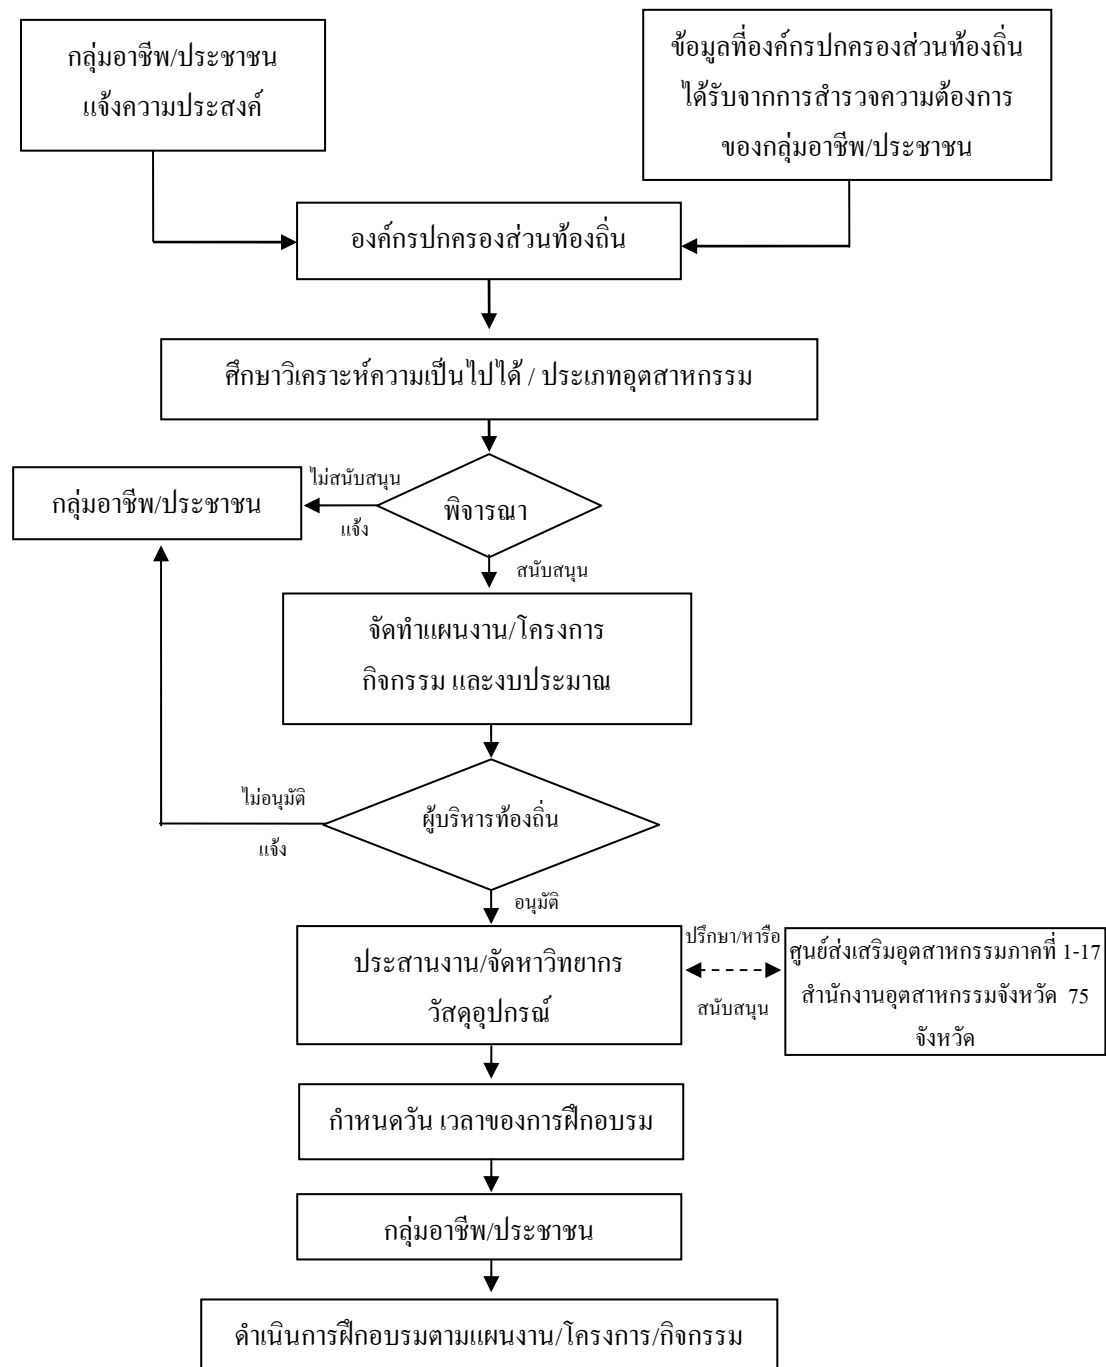 กลุ่มอาชีพ/ประชาชน
แจ้งความประสงค์
ข้อมูลที่องค์กรปกครองส่วนท้องถิ่น
ได้รับจากการสำรวจความต้องการ
ของกลุ่มอาชีพ/ประชาชน
องค์กรปกครองส่วนท้องถิ่น
ศึกษาวิเคราะห์ความเป็นไปได้ / ประเภทอุตสาหกรรม
กลุ่มอาชีพ/ประชาชน
ไม่สนับสนุน
แจ้ง
พิจารณา
สนับสนุน
จัดทำแผนงาน/โครงการ
กิจกรรม และงบประมาณ
ไม่อนุมัติ
แจ้ง
ผู้บริหารท้องถิ่น
อนุมัติ
ประสานงาน/จัดหาวิทยากร
วัสดุอุปกรณ์
ปรึกษา/หารือ
สนับสนุน
ศูนย์ส่งเสริมอุตสาหกรรมภาคที่ 1-17
สำนักงานอุตสาหกรรมจังหวัด 75
จังหวัด
กำหนดวัน เวลาของการฝึกอบรม
กลุ่มอาชีพ/ประชาชน
ดำเนินการฝึกอบรมตามแผนงาน/โครงการ/กิจกรรม